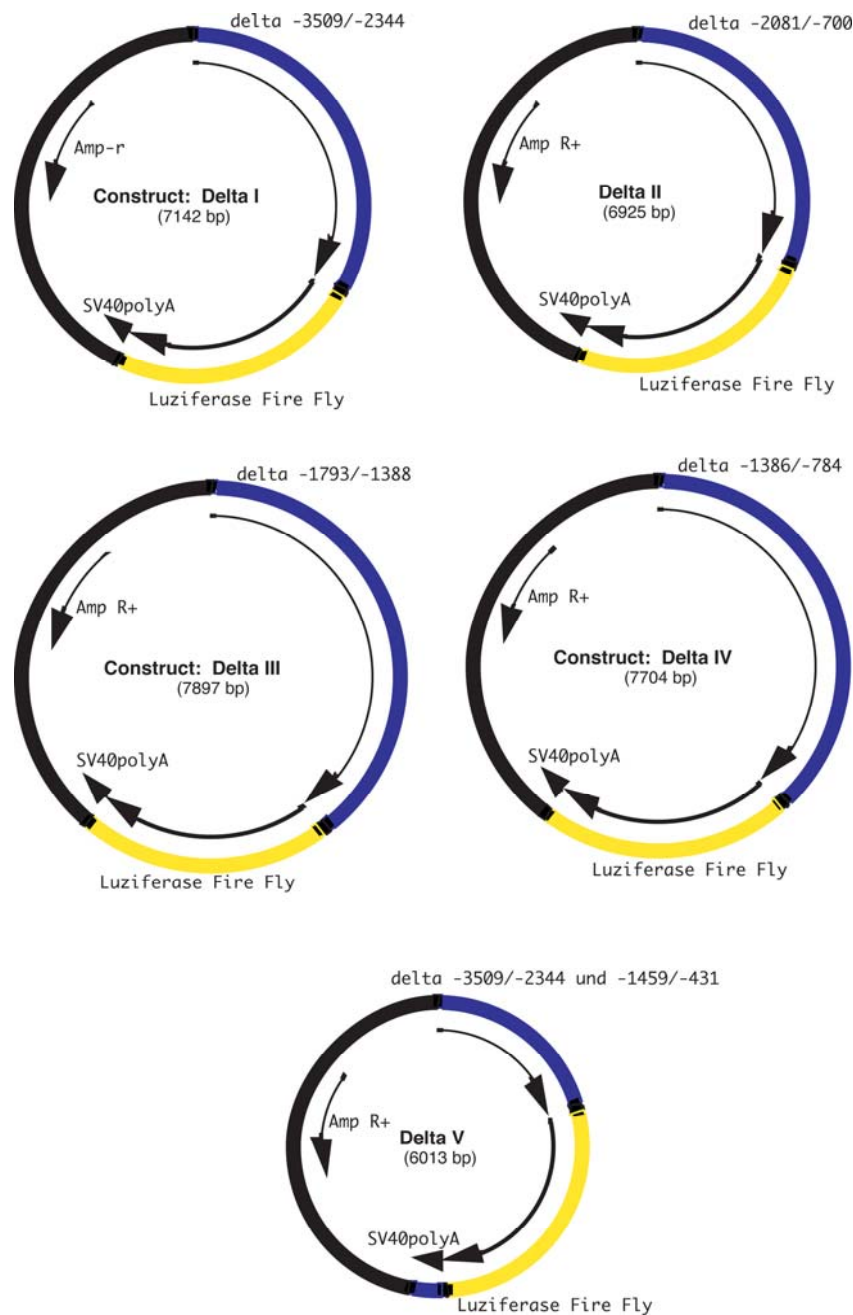 delta -3509/-2344
Amp-r
Construct: Delta I
(7142 bp)
SV40polyA
Luziferase Fire Fly
delta -2081/-700
Amp R+
Delta II
(6925 bp)
SV40polyA
Luziferase Fire Fly
delta -1793/-1388
Amp R+
Construct: Delta III
(7897 bp)
SV40polyA
Luziferase Fire Fly
delta -1386/-784
Amp R+
Construct: Delta IV
(7704 bp)
SV40polyA
Luziferase Fire Fly
delta -3509/-2344 und -1459/-431
Amp R+
Delta V
(6013 bp)
SV40polyA
Luziferase Fire Fly